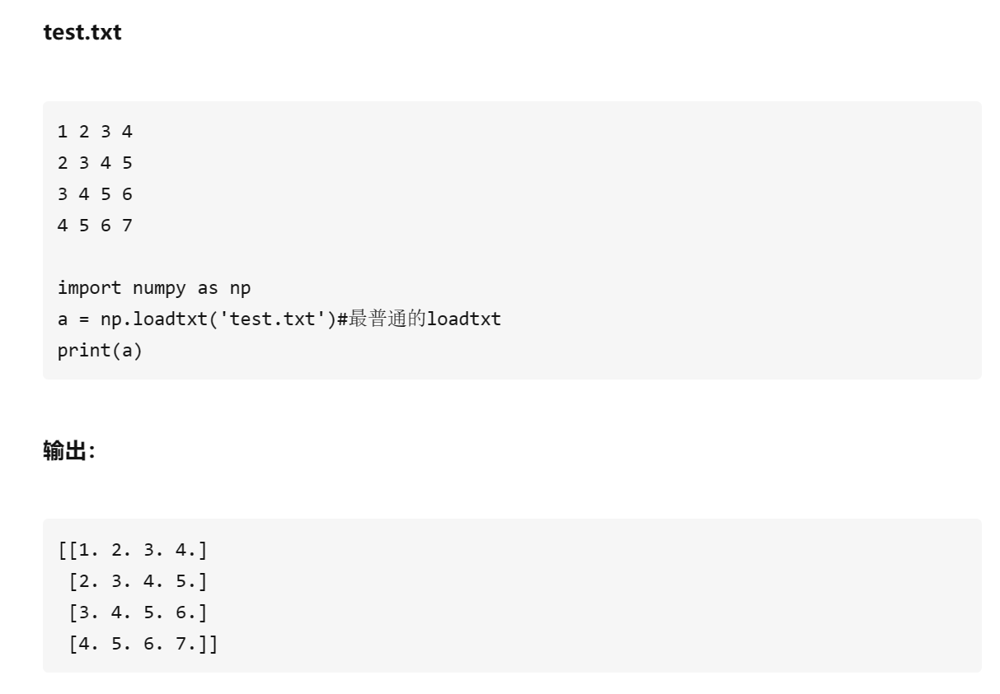 test.txt
1 2 3 4
2 3 4 5
3 4 5 6
4 5 6 7
import numpy as np
a = np.loadtxt('test.txt')#最普通的loadtxt
print(a)
输出：
[[1. 2. 3. 4.]
 [2. 3. 4. 5.]
 [3. 4. 5. 6.]
 [4. 5. 6. 7.]]